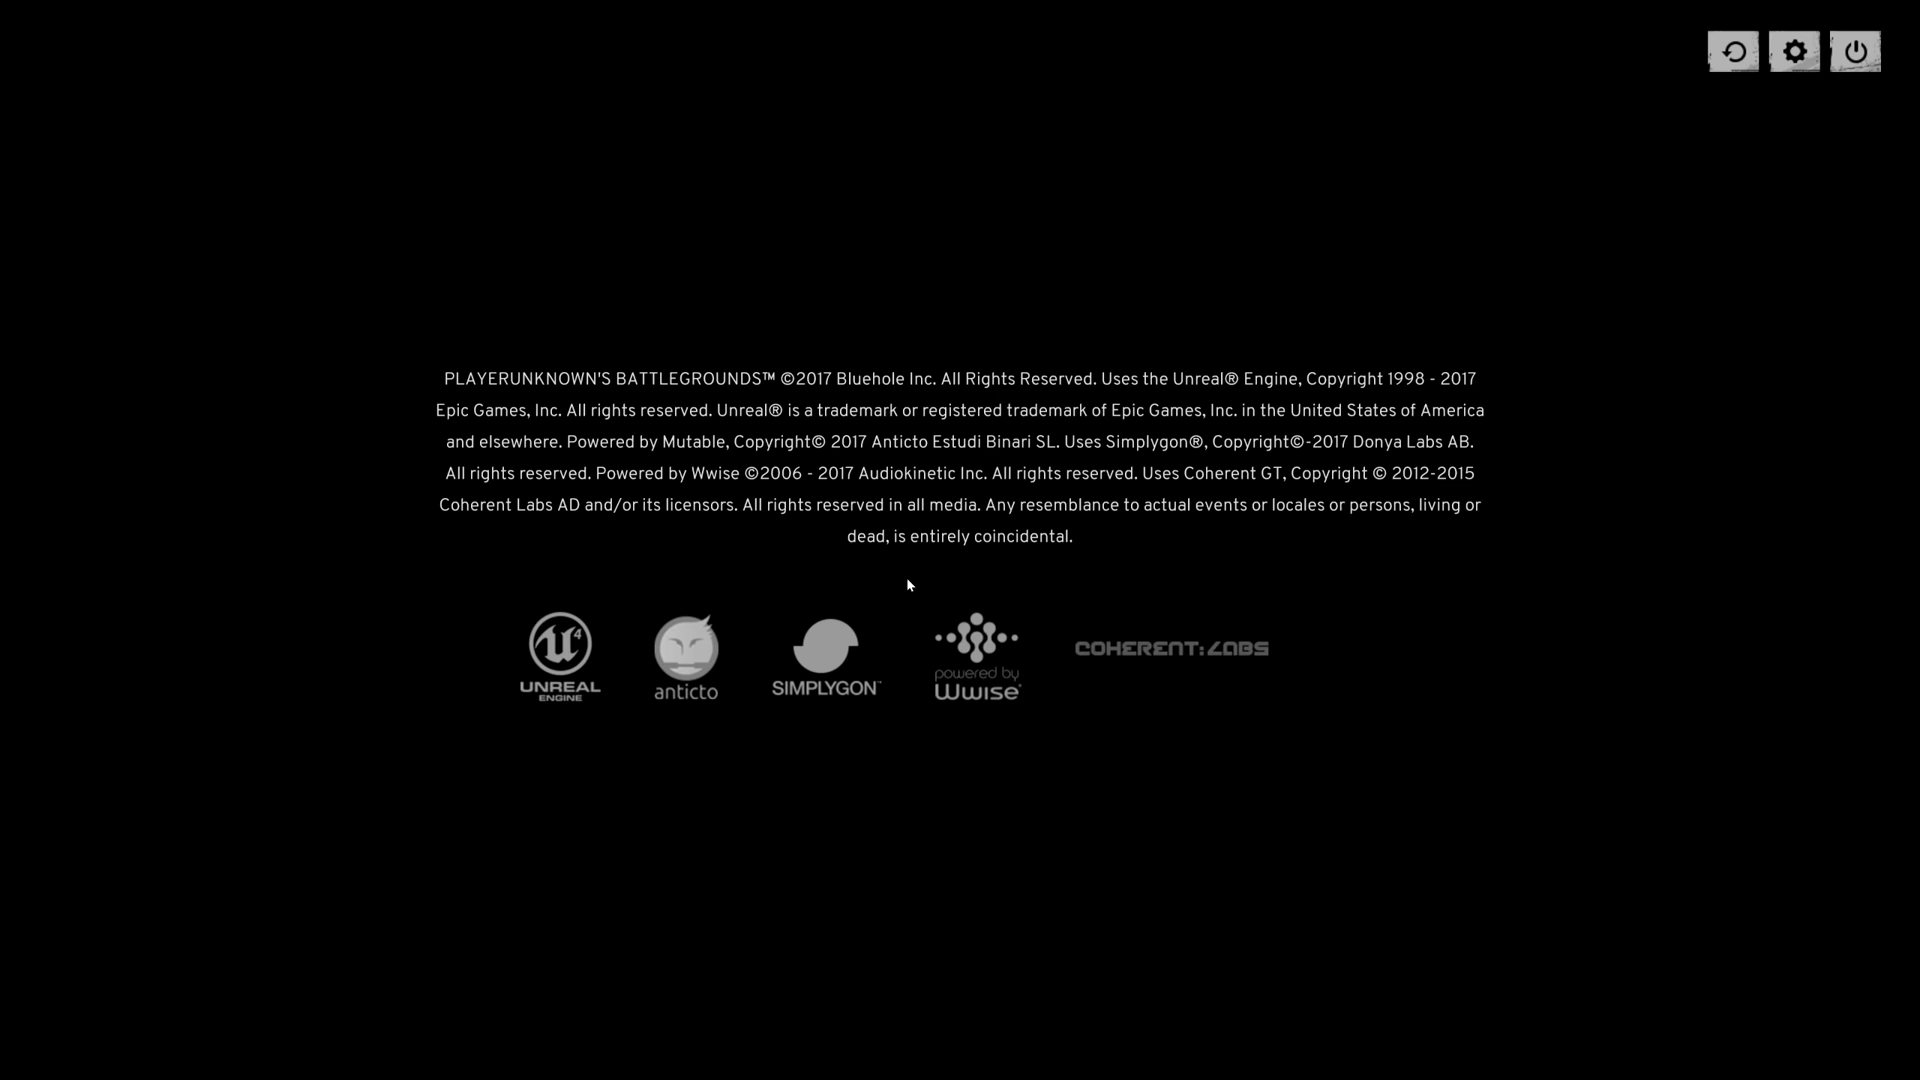 PLAYERUNKNOWN'S BATTLEGROUNDS™ ©2017 Bluehole Inc. All Rights Reserved. Uses the Unreal® Engine, Copyright 1998 - 2017
Epic Games, Inc. All rights reserved. Unreal® is a trademark or registered trademark of Epic Games, Inc. in the United States of America
and elsewhere. Powered by Mutable, Copyright© 2017 Anticto Estudi Binari SL. Uses Simplygon®, Copyright©-2017 Donya Labs AB.
All rights reserved. Powered by Wwise ©2006 - 2017 Audiokinetic Inc. All rights reserved. Uses Coherent GT, Copyright © 2012-2015
Coherent Labs AD and/or its licensors. All rights reserved in all media. Any resemblance to actual events or locales or persons, living or
dead, is entirely coincidental.
U4
UNREAL
ENGINE
anticto
SIMPLYGON™
powered by
Wwise®
COHERENT:LABS